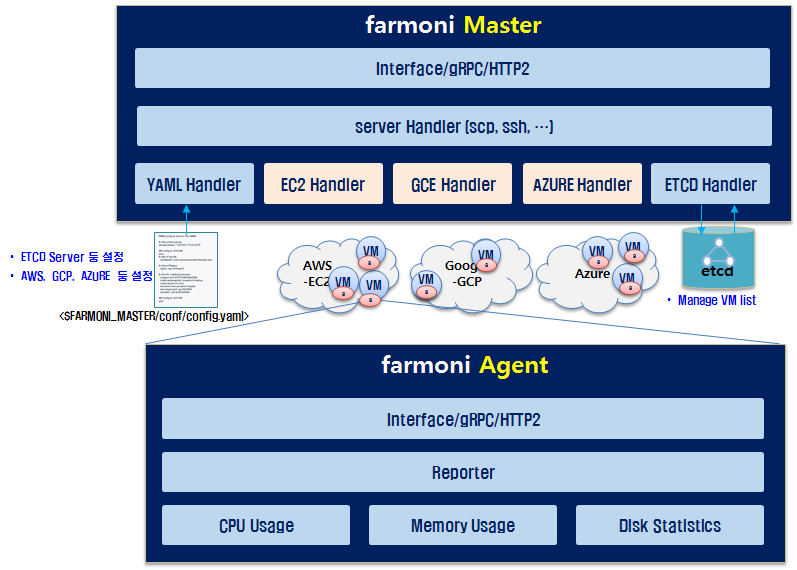 farmoni Master
Interface/gRPC/HTTP2
server Handler (scp, ssh, …)
YAML Handler
EC2 Handler
GCE Handler
AZURE Handler
ETCD Handler
• ETCD Server 등 설정
• AWS, GCP, AZURE 등 설정
<$FARMONI_MASTER/conf/config.yaml>
AWS
-EC2
VM
a
VM
a
VM
a
Goog
-GCP
VM
a
VM
a
Azure
VM
a
VM
a
VM
a
etcd
• Manage VM list
farmoni Agent
Interface/gRPC/HTTP2
Reporter
CPU Usage
Memory Usage
Disk Statistics